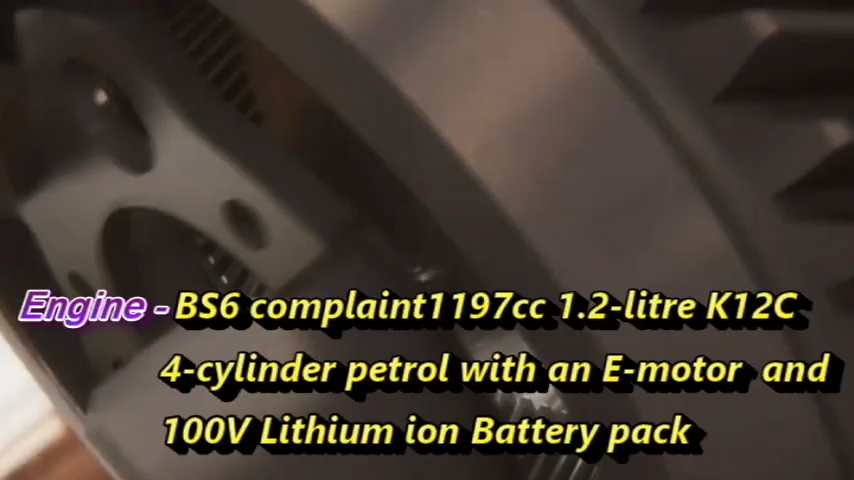 Engine - BS6 complaint1197cc 1.2-litre K12C
4-cylinder petrol with an E-motor and
100V Lithium ion Battery pack